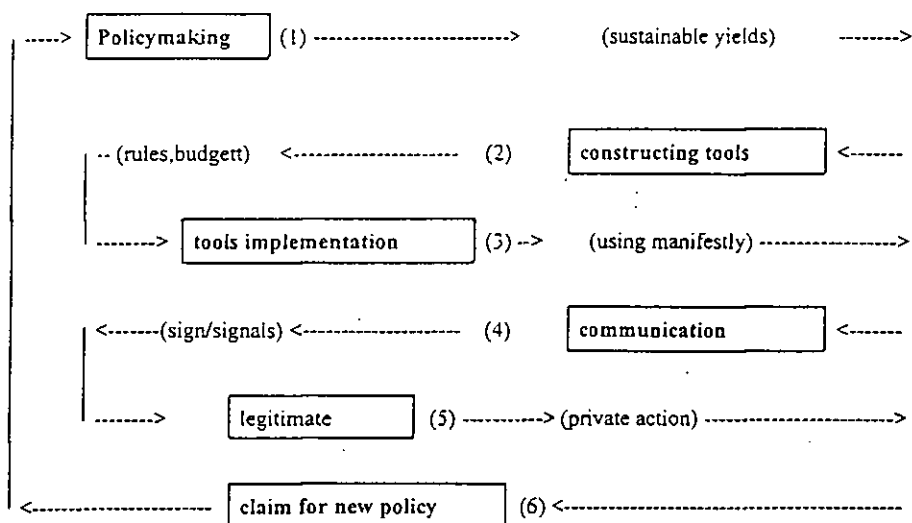 Policymaking (1) (sustainable yields)
(rules,budgett) (2) constructing tools
tools implementation (3) (using manifestly)
(sign/signals) (4) communication
legitimate (5) (private action)
claim for new policy (6)